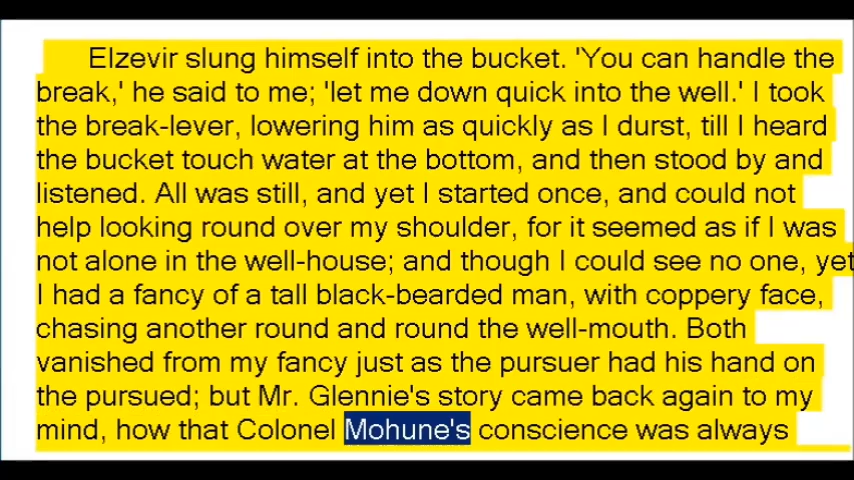 Elzevir slung himself into the bucket. 'You can handle the
break,' he said to me; 'let me down quick into the well.' I took
the break-lever, lowering him as quickly as I durst, till I heard
the bucket touch water at the bottom, and then stood by and
listened. All was still, and yet I started once, and could not
help looking round over my shoulder, for it seemed as if I was
not alone in the well-house; and though I could see no one, yet
I had a fancy of a tall black-bearded man, with coppery face,
chasing another round and round the well-mouth. Both
vanished from my fancy just as the pursuer had his hand on
the pursued; but Mr. Glennie's story came back again to my
mind, how that Colonel Mohune's conscience was always